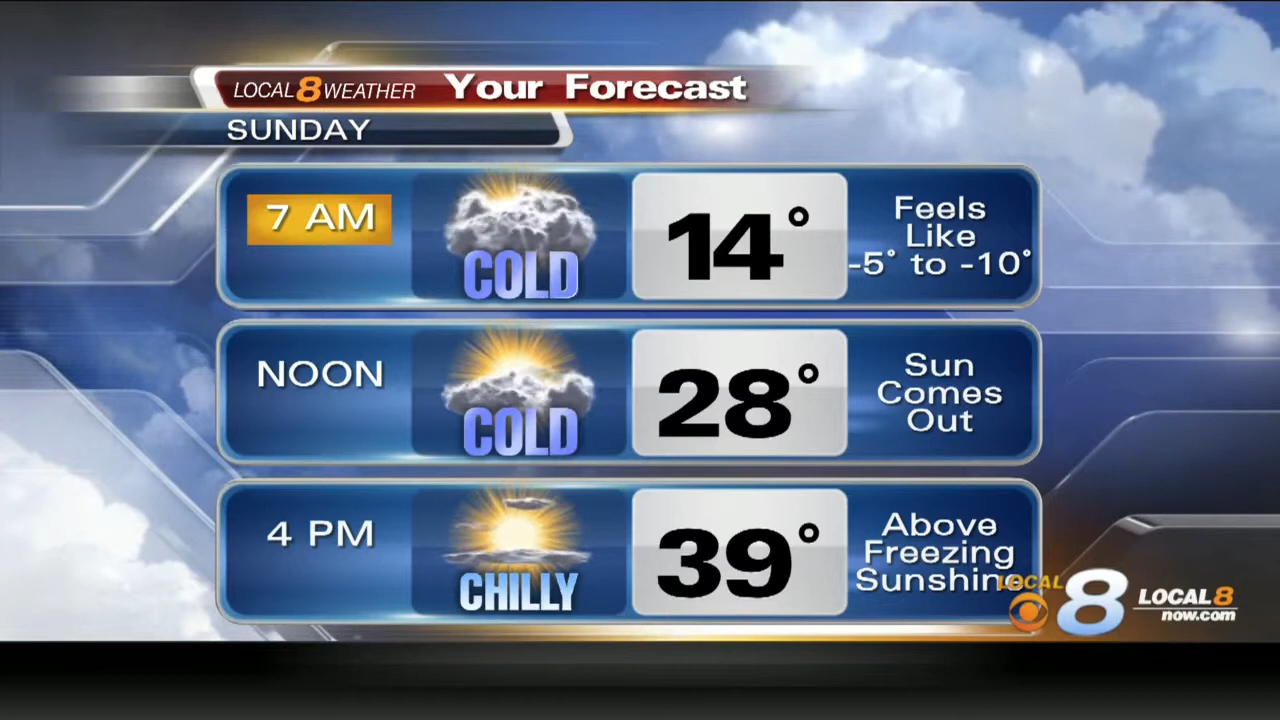 LOCAL 8 WEATHER Your Forecast
SUNDAY
7 AM
COLD
14°
Feels
Like
-5° to -10°
NOON
COLD
28°
Sun
Comes
Out
4 PM
CHILLY
39°
Above
Freezing
Sunshine
LOCAL
8
LOCAL 8
now.com